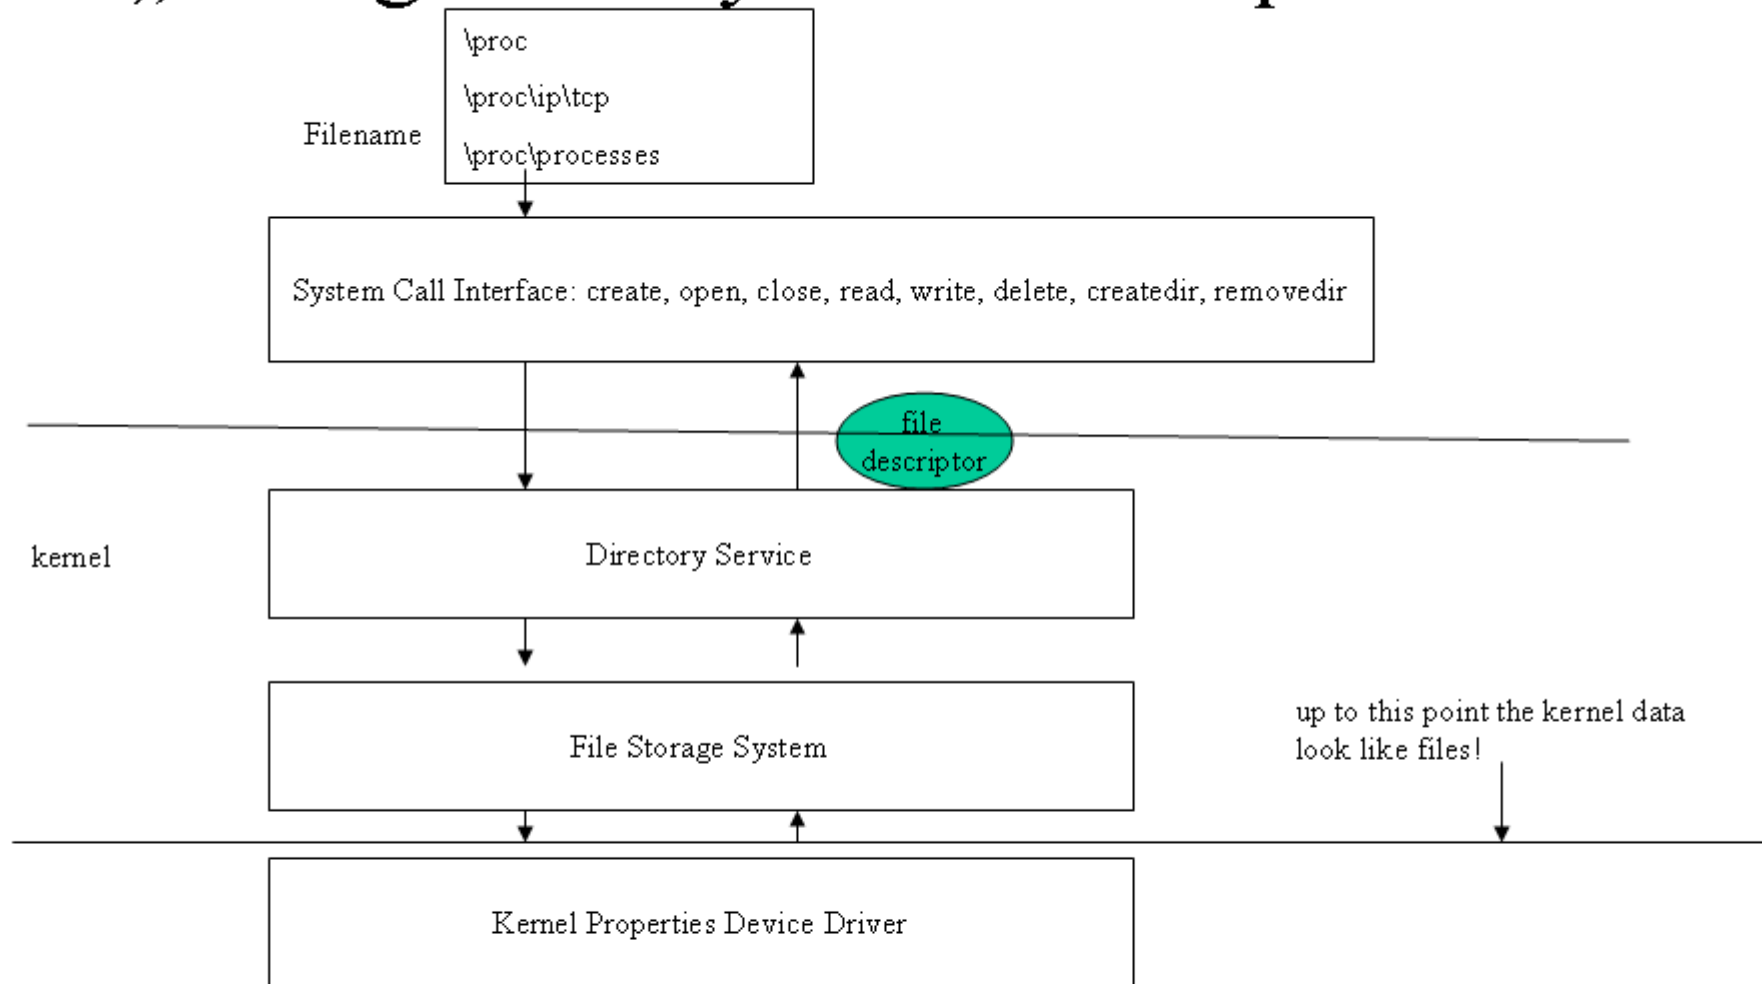 \proc
\proc\ip\tcp
Filename
\proc\processes
System Call Interface: create, open, close, read, write, delete, createdir, removedir
file
descriptor
Directory Service
kernel
up to this point the kernel data
look like files!
File Storage System
Kernel Properties Device Driver